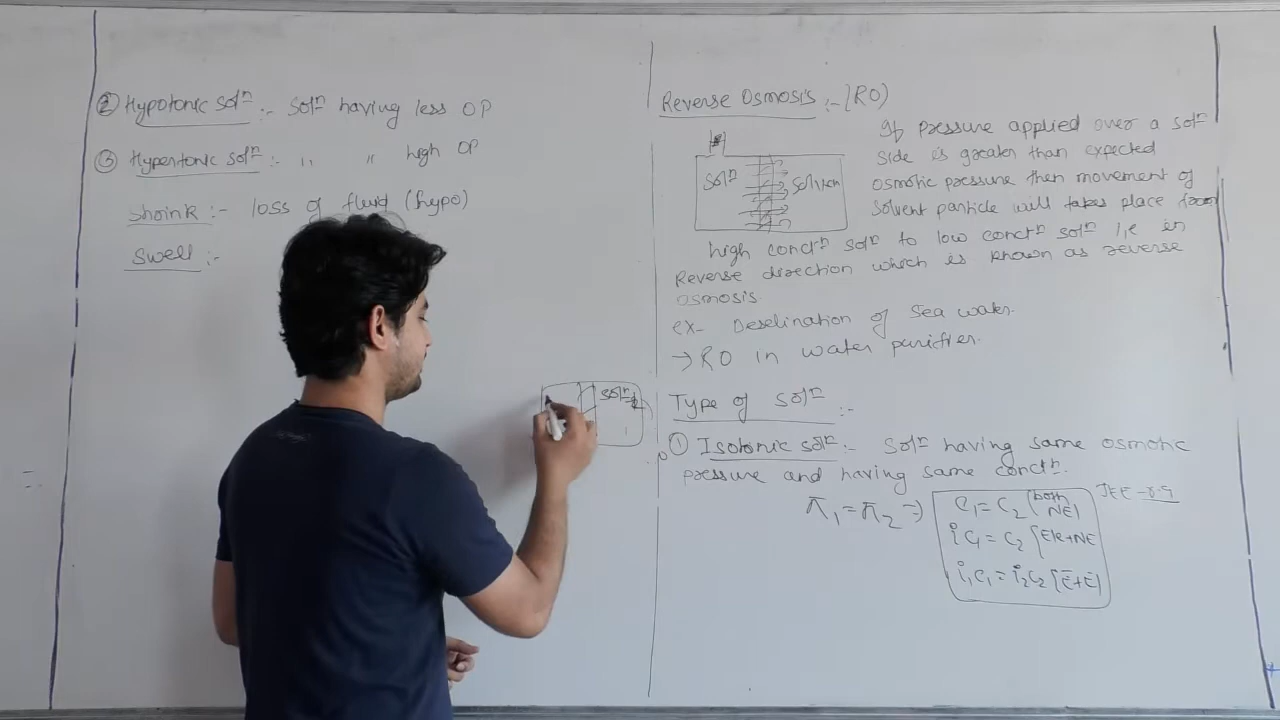 ② Hypotonic solⁿ :- Solⁿ having less OP
③ Hypertonic solⁿ :- ,, ,, high OP
Shrink :- loss of fluid (hypo)
Swell :-
Solⁿ
Reverse Osmosis :- (RO)
Solⁿ Solven
If pressure applied over a solⁿ
side is greater than expected
osmotic pressure then movement of
solvent particle will takes place from
high concⁿ solⁿ to low concⁿ solⁿ i,e in
Reverse direction which is known as reverse
osmosis.
ex- Deselination of sea water.
→ RO in water purifier.
Type of solⁿ :-
① Isotonic solⁿ :- Solⁿ having same osmotic
pressure and having same concⁿ.
π₁ = π₂ ⇒
C₁ = C₂ (both NE)
i C₁ = C₂
i₁C₁ = i₂C₂ [E+E]
JEE